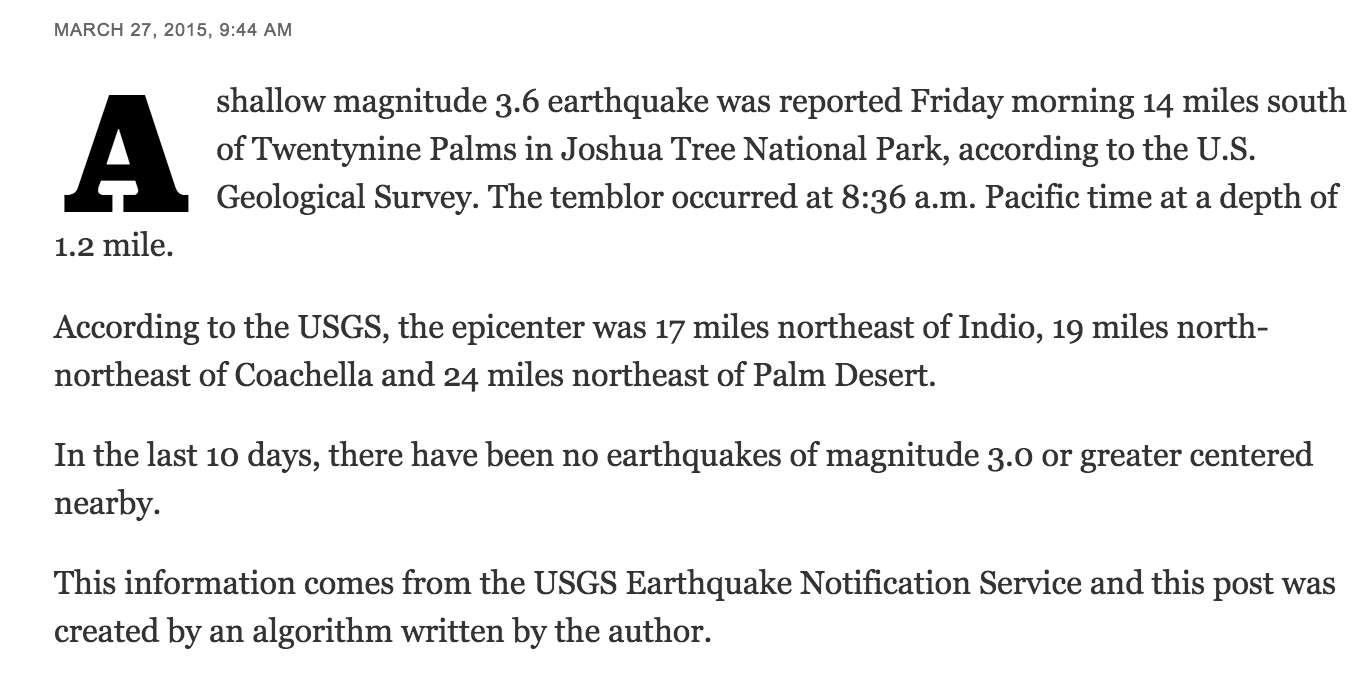 MARCH 27, 2015, 9:44 AM
A shallow magnitude 3.6 earthquake was reported Friday morning 14 miles south
of Twentynine Palms in Joshua Tree National Park, according to the U.S.
Geological Survey. The temblor occurred at 8:36 a.m. Pacific time at a depth of
1.2 mile.
According to the USGS, the epicenter was 17 miles northeast of Indio, 19 miles north-
northeast of Coachella and 24 miles northeast of Palm Desert.
In the last 10 days, there have been no earthquakes of magnitude 3.0 or greater centered
nearby.
This information comes from the USGS Earthquake Notification Service and this post was
created by an algorithm written by the author.